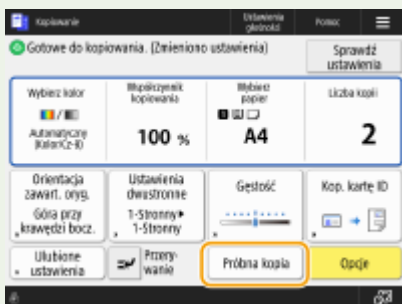 Kopiowanie
Ustawienia
głośności
Pomoc
Gotowe do kopiowania. (Zmieniono ustawienia)
Sprawdź
ustawienia
Wybierz kolor
Współczynnik
kopiowania
Wybierz
papier
Liczba kopii
Automatyczny
(Kolor/Cz-B)
100 %
A4
2
Orientacja
zawart. oryg.
Ustawienia
dwustronne
Gęstość
Kop. kartę ID
Góra przy
krawędzi bocz.
1-Stronny▶
1-Stronny
Ulubione
ustawienia
Przery-
wanie
Próbna kopia
Opcje